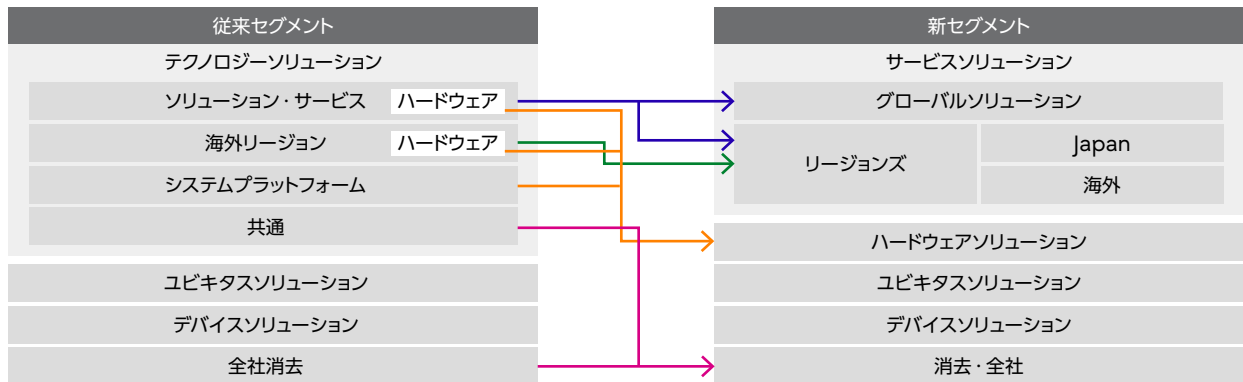 従来セグメント
テクノロジーソリューション
ソリューション・サービス ハードウェア
海外リージョン ハードウェア
システムプラットフォーム
共通
ユビキタスソリューション
デバイスソリューション
全社消去
新セグメント
サービスソリューション
グローバルソリューション
リージョンズ
Japan
海外
ハードウェアソリューション
ユビキタスソリューション
デバイスソリューション
消去・全社